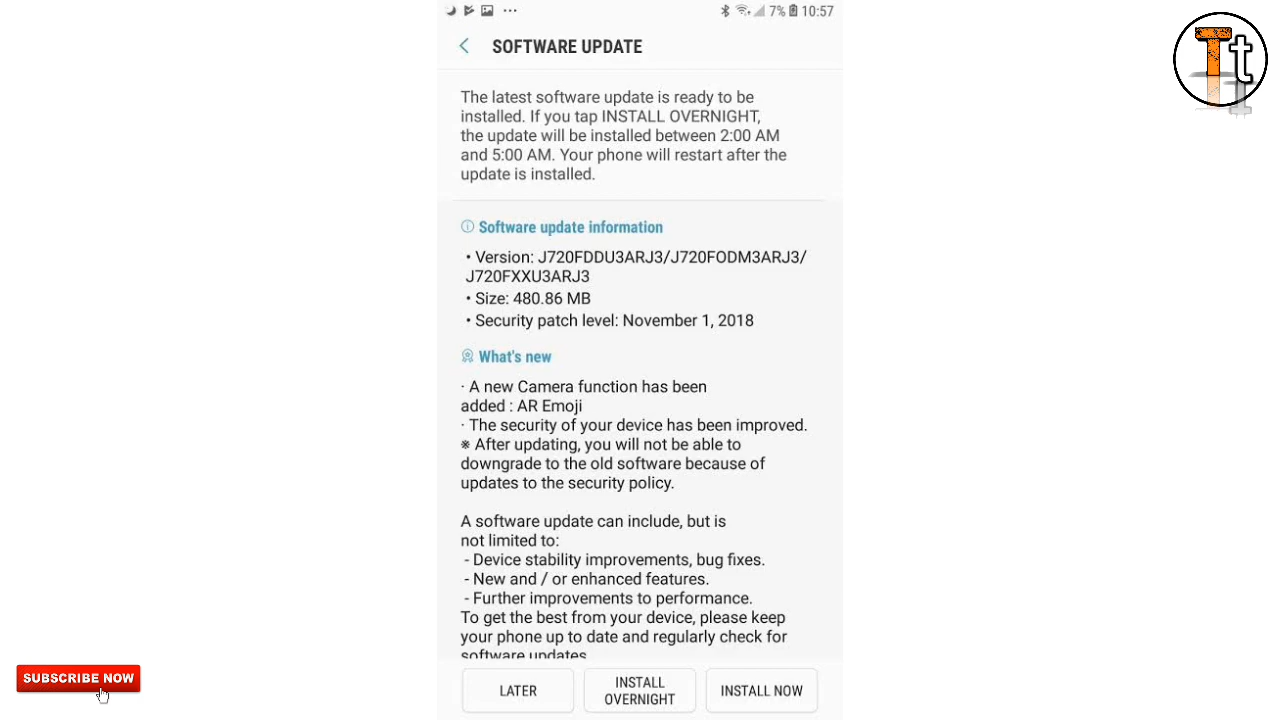 7% 10:57
SOFTWARE UPDATE
The latest software update is ready to be
installed. If you tap INSTALL OVERNIGHT,
the update will be installed between 2:00 AM
and 5:00 AM. Your phone will restart after the
update is installed.
Software update information
• Version: J720FDDU3ARJ3/J720FODM3ARJ3/
J720FXXU3ARJ3
• Size: 480.86 MB
• Security patch level: November 1, 2018
What's new
· A new Camera function has been
added : AR Emoji
· The security of your device has been improved.
※ After updating, you will not be able to
downgrade to the old software because of
updates to the security policy.
A software update can include, but is
not limited to:
- Device stability improvements, bug fixes.
- New and / or enhanced features.
- Further improvements to performance.
To get the best from your device, please keep
your phone up to date and regularly check for
software updates
LATER
INSTALL
OVERNIGHT
INSTALL NOW
Tt
SUBSCRIBE NOW